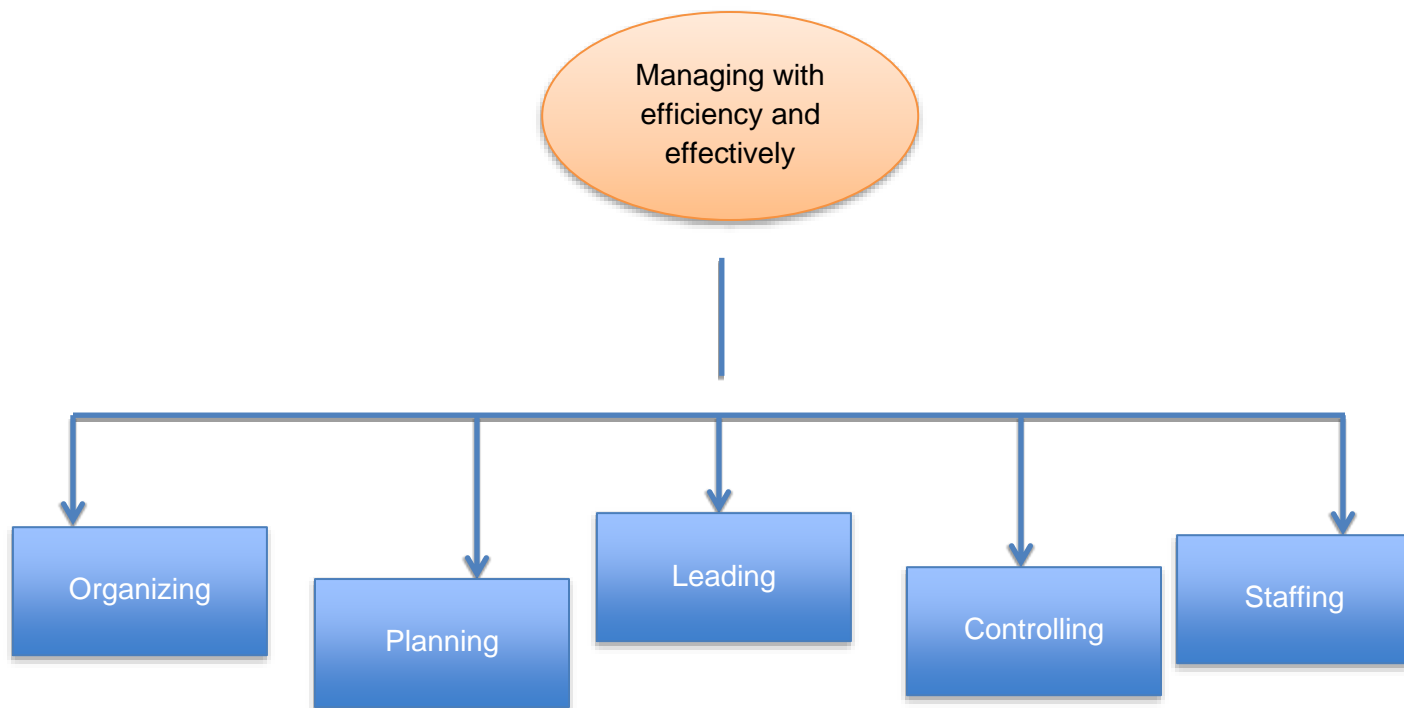 Managing with
efficiency and
effectively
Organizing
Planning
Leading
Controlling
Staffing